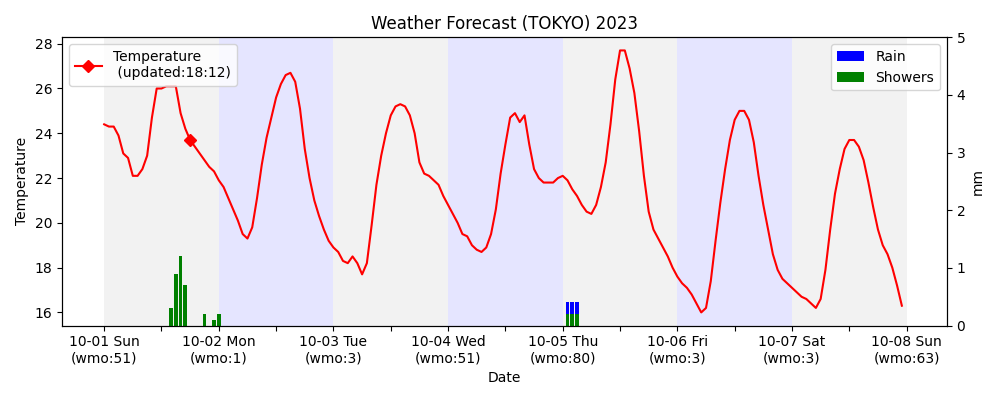 Weather Forecast (TOKYO) 2023
Temperature
(updated:18:12)
Rain
Showers
28
26
24
22
20
18
16
Temperature
5
4
3
2
1
0
mm
10-01 Sun
(wmo:51)
10-02 Mon
(wmo:1)
10-03 Tue
(wmo:3)
10-04 Wed
(wmo:51)
10-05 Thu
(wmo:80)
10-06 Fri
(wmo:3)
10-07 Sat
(wmo:3)
10-08 Sun
(wmo:63)
Date